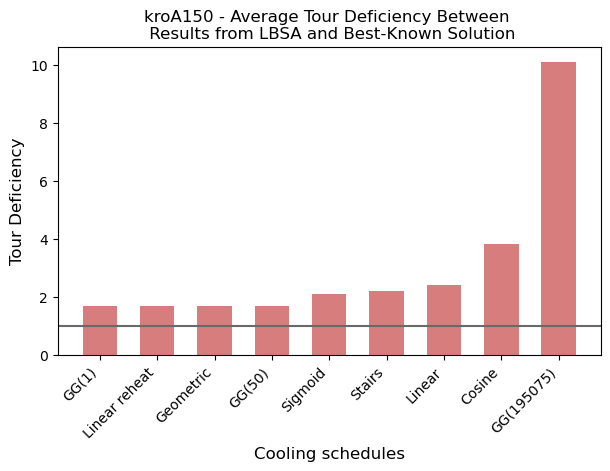 kroA150 - Average Tour Deficiency Between
Results from LBSA and Best-Known Solution
Tour Deficiency
10
8
6
4
2
0
GG(1)
Linear reheat
Geometric
GG(50)
Sigmoid
Stairs
Linear
Cosine
GG(195075)
Cooling schedules